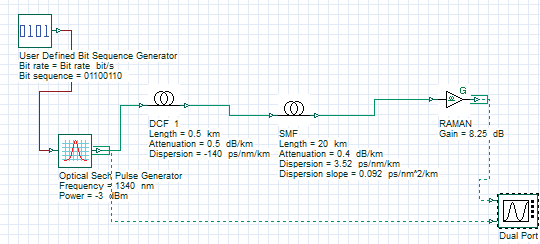 0101
User Defined Bit Sequence Generator
Bit rate = Bit rate bit/s
Bit sequence = 01100110
DCF 1
Length = 0.5 km
Attenuation = 0.5 dB/km
Dispersion = -140 ps/nm/km
SMF
Length = 20 km
Attenuation = 0.4 dB/km
Dispersion = 3.52 ps/nm/km
Dispersion slope = 0.092 ps/nm^2/km
G
RAMAN
Gain = 8.25 dB
Optical Sech Pulse Generator
Frequency = 1340 nm
Power = -3 dBm
Dual Port